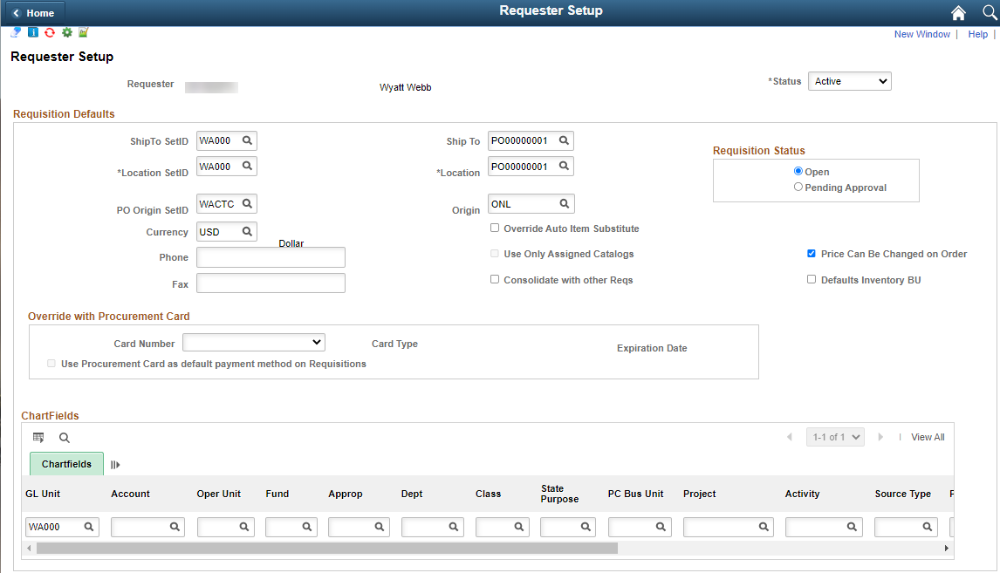 Home
Requester Setup
New Window | Help |
Requester Setup
Requester Wyatt Webb *Status Active
Requisition Defaults
ShipTo SetID WA000 Ship To PO00000001
Requisition Status
*Location SetID WA000 *Location PO00000001
Open
Pending Approval
PO Origin SetID WACTC Origin ONL
Currency USD Dollar Override Auto Item Substitute
Phone Use Only Assigned Catalogs Price Can Be Changed on Order
Fax Consolidate with other Reqs Defaults Inventory BU
Override with Procurement Card
Card Number Card Type Expiration Date
Use Procurement Card as default payment method on Requisitions
ChartFields
1-1 of 1 | View All
Chartfields
GL Unit Account Oper Unit Fund Approp Dept Class State Purpose PC Bus Unit Project Activity Source Type
WA000